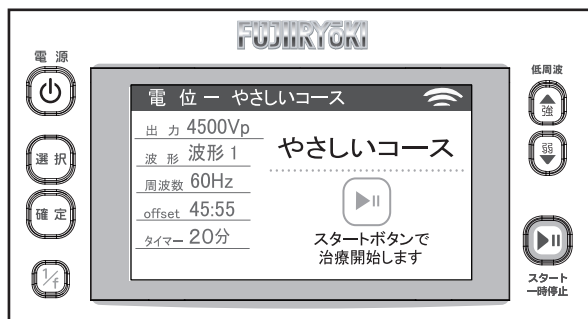 FUJIIRYOKI
電源
選択
確定
1/f
電 位 ー やさしいコース
出 力 4500Vp
波 形 波形 1
周波数 60Hz
offset 45:55
タイマー 20分
やさしいコース
スタートボタンで
治療開始します
低周波
強
弱
スタート
一時停止